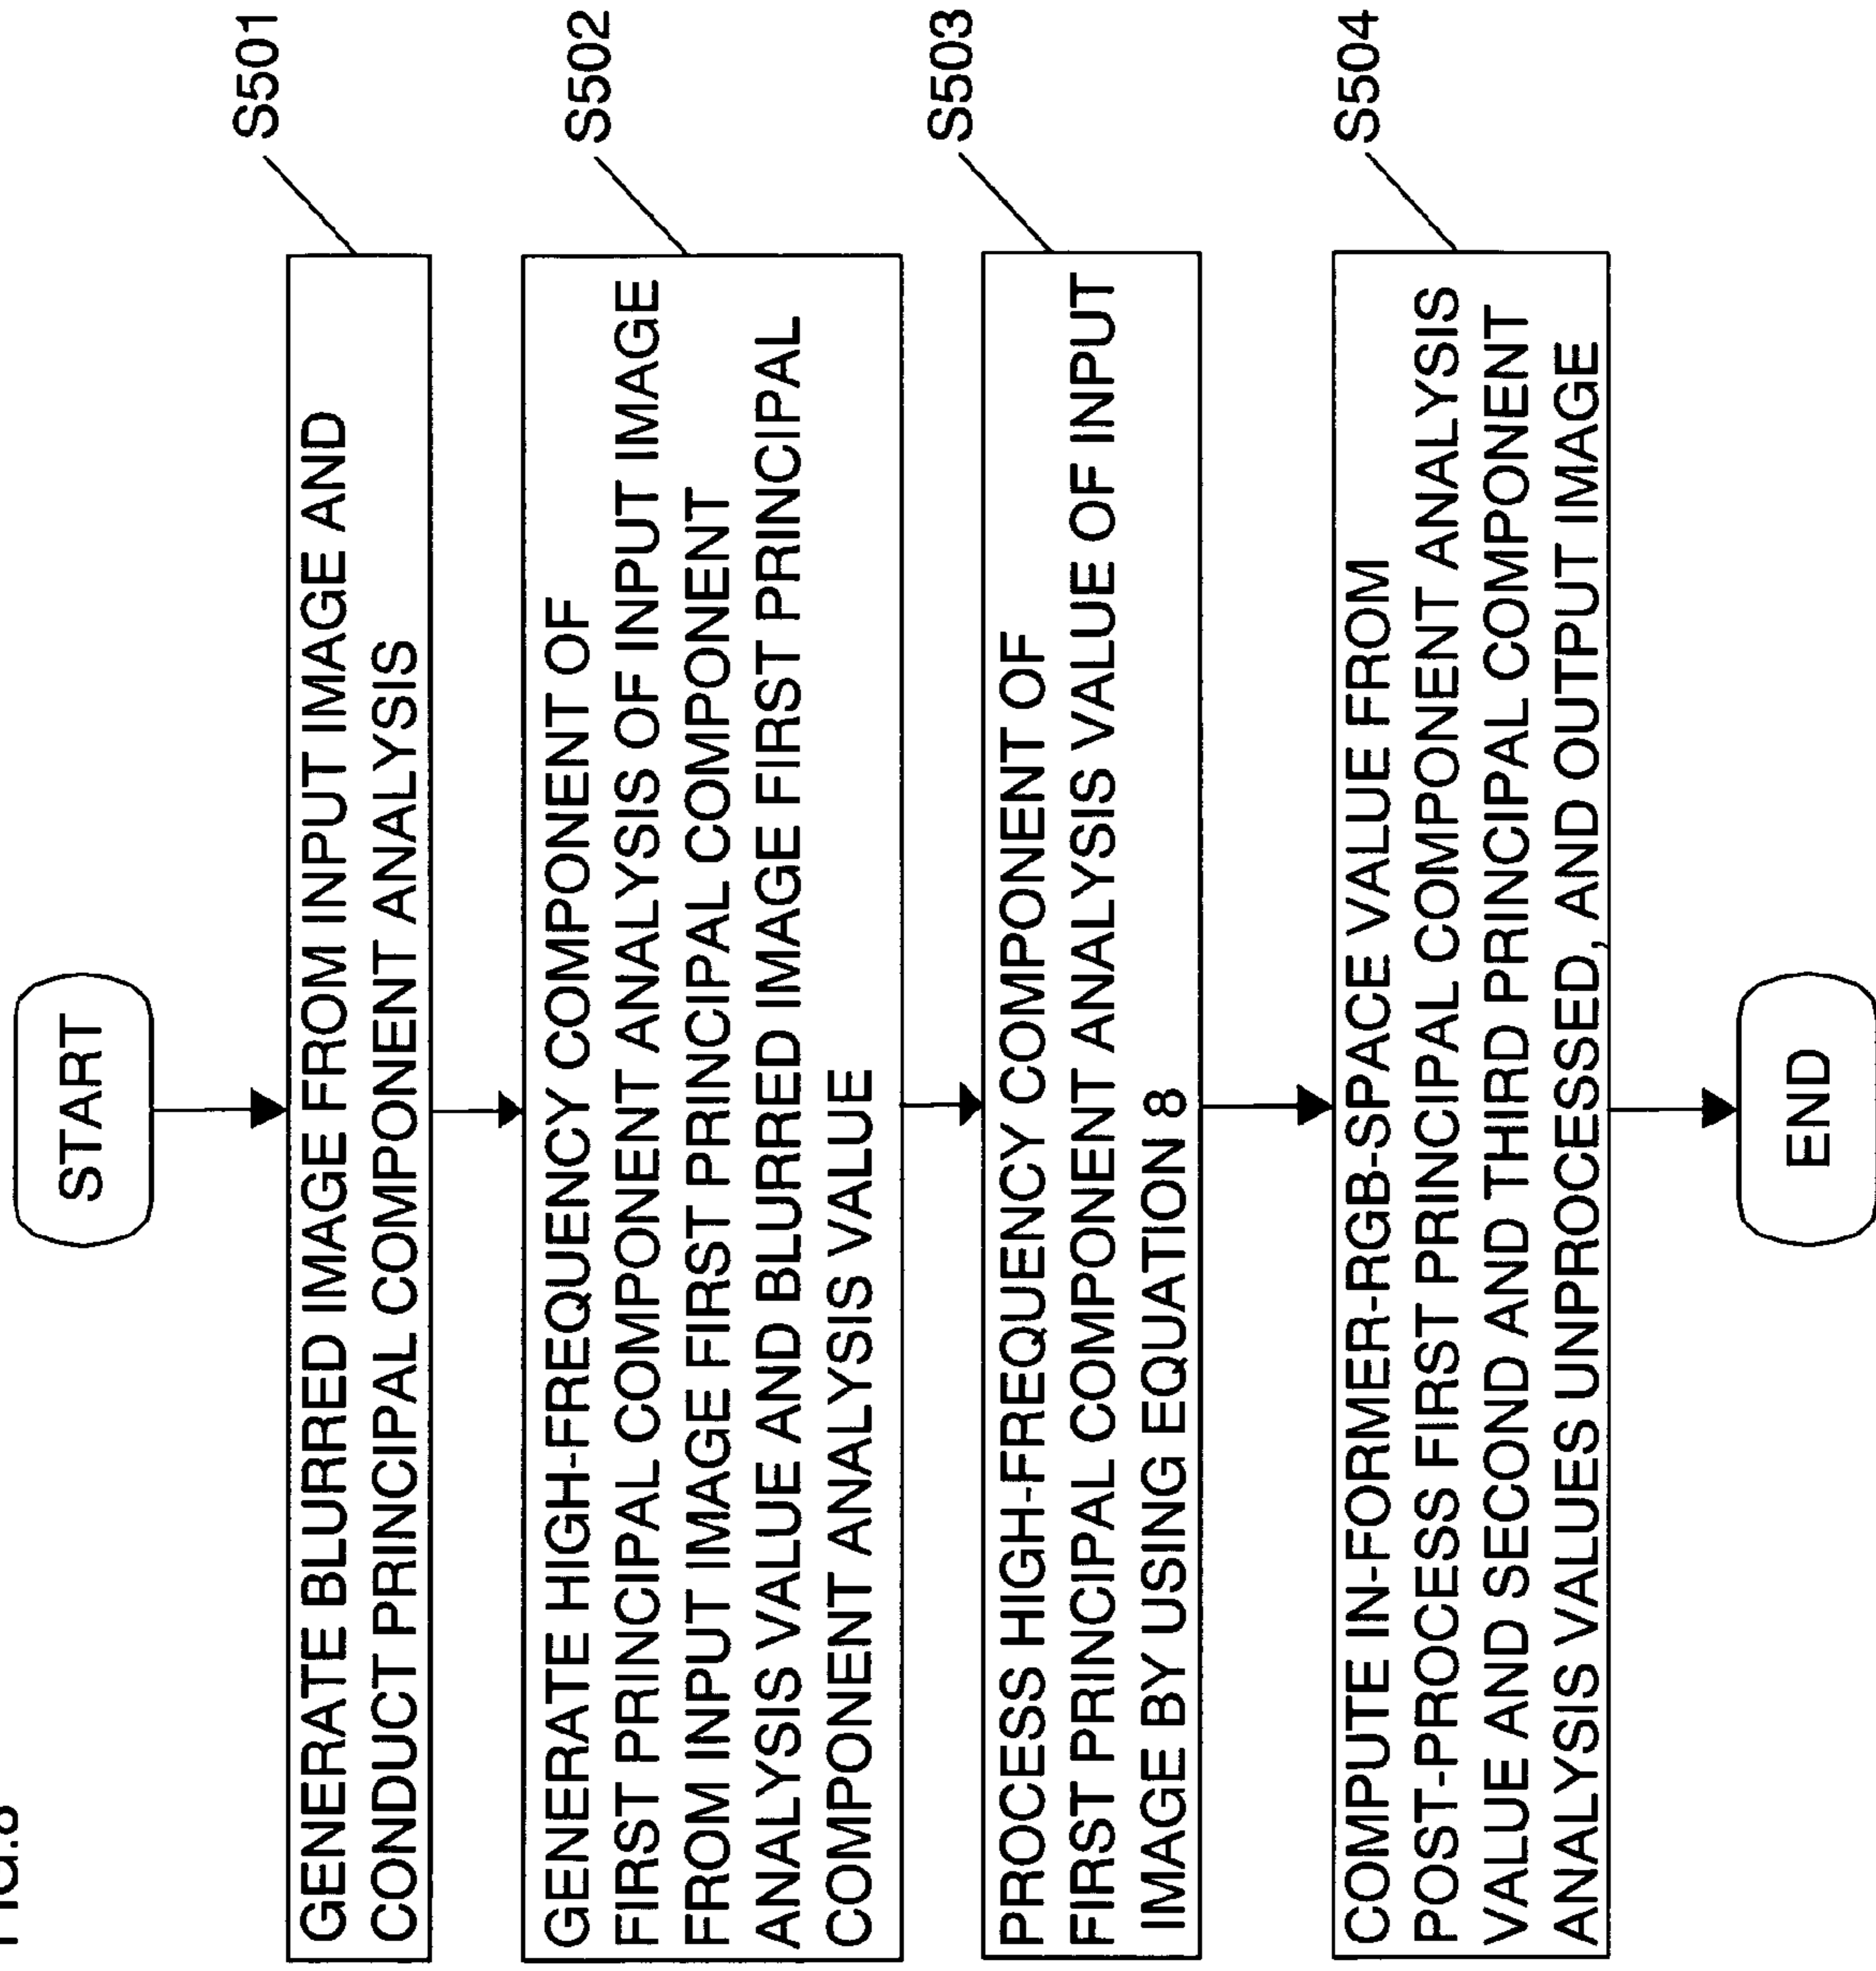 START
S501
GENERATE BLURRED IMAGE FROM INPUT IMAGE AND
CONDUCT PRINCIPAL COMPONENT ANALYSIS
S502
GENERATE HIGH-FREQUENCY COMPONENT OF
FIRST PRINCIPAL COMPONENT ANALYSIS OF INPUT IMAGE
FROM INPUT IMAGE FIRST PRINCIPAL COMPONENT
ANALYSIS VALUE AND BLURRED IMAGE FIRST PRINCIPAL
COMPONENT ANALYSIS VALUE
S503
PROCESS HIGH-FREQUENCY COMPONENT OF
FIRST PRINCIPAL COMPONENT ANALYSIS VALUE OF INPUT
IMAGE BY USING EQUATION 8
S504
COMPUTE IN-FORMER-RGB-SPACE VALUE FROM
POST-PROCESS FIRST PRINCIPAL COMPONENT ANALYSIS
VALUE AND SECOND AND THIRD PRINCIPAL COMPONENT
ANALYSIS VALUES UNPROCESSED, AND OUTPUT IMAGE
END